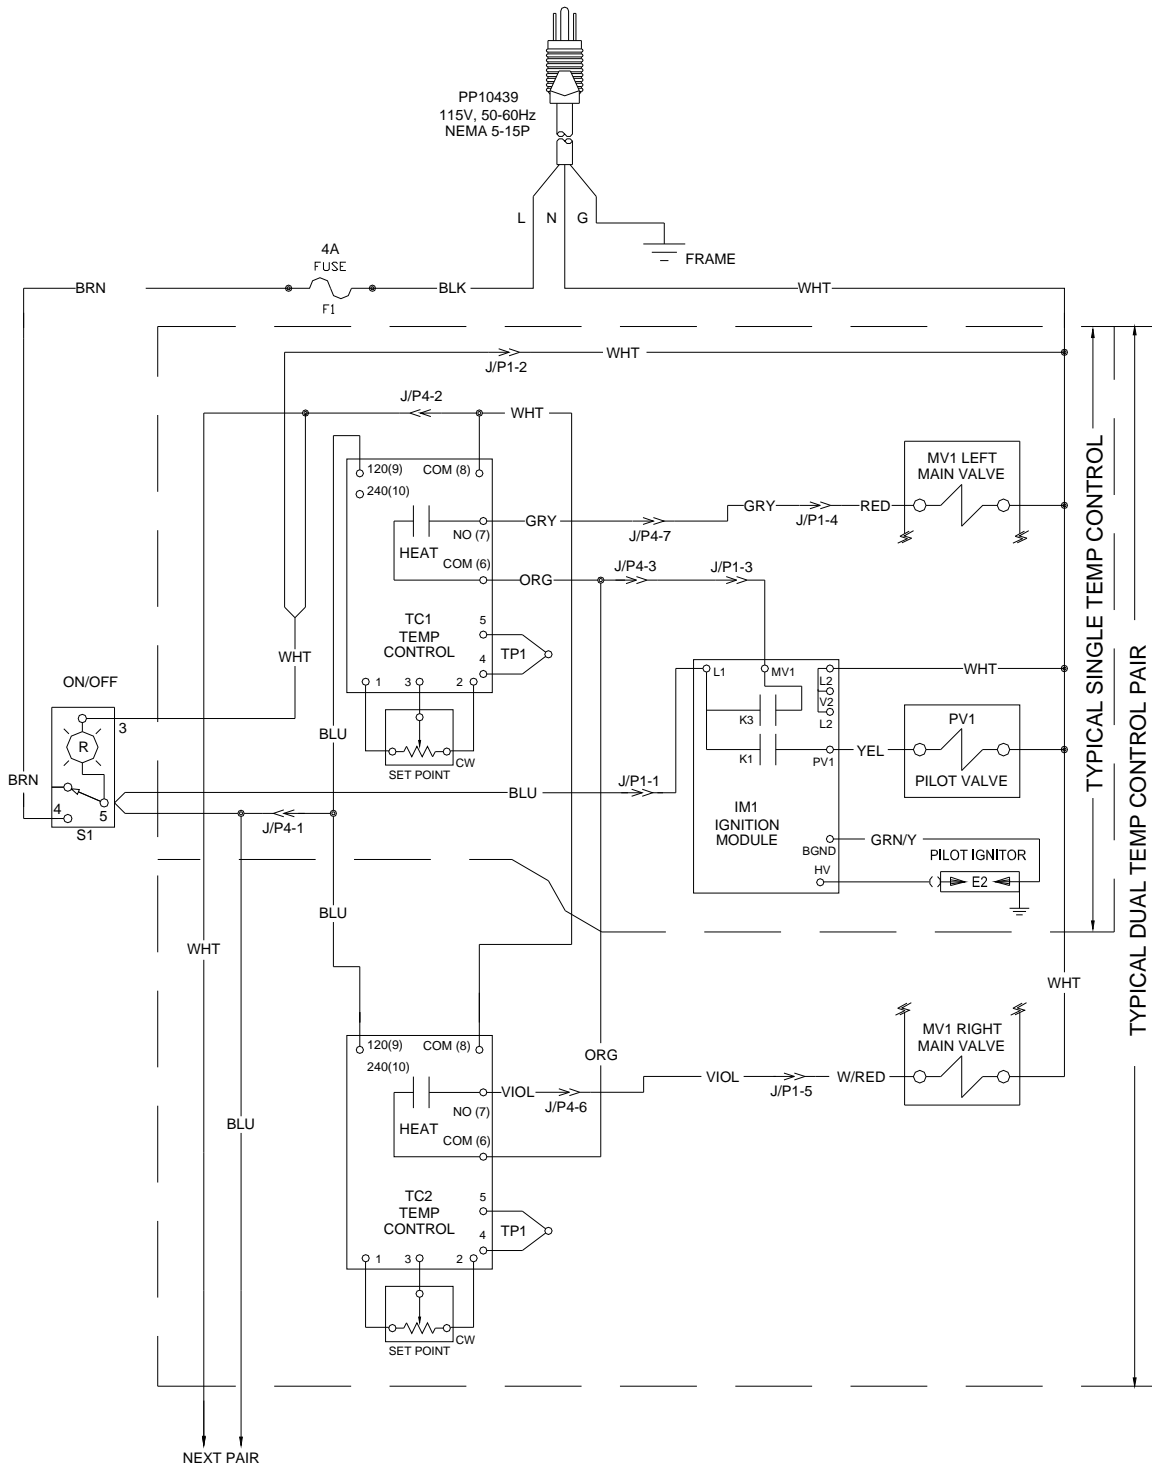 PP10439
115V, 50-60Hz
NEMA 5-15P
L N G
FRAME
4A
FUSE
F1
BRN
BLK
WHT
WHT
J/P1-2
J/P4-2
WHT
120(9)
COM (8)
240(10)
NO (7)
HEAT
COM (6)
GRY
J/P4-7
GRY
J/P1-4
RED
MV1 LEFT
MAIN VALVE
ORG
J/P4-3
J/P1-3
TC1
TEMP
CONTROL
5
4
TP1
1
3
2
SET POINT
CW
WHT
ON/OFF
3
R
4
5
S1
BRN
BLU
BLU
J/P1-1
J/P4-1
L1
MV1
L2
V2
L2
K3
K1
PV1
IM1
IGNITION
MODULE
BGND
HV
WHT
YEL
PV1
PILOT VALVE
GRN/Y
PILOT IGNITOR
E2
TYPICAL SINGLE TEMP CONTROL
TYPICAL DUAL TEMP CONTROL PAIR
BLU
WHT
WHT
BLU
120(9)
COM (8)
240(10)
NO (7)
HEAT
COM (6)
ORG
VIOL
J/P4-6
VIOL
J/P1-5
W/RED
MV1 RIGHT
MAIN VALVE
TC2
TEMP
CONTROL
5
4
TP1
1
3
2
SET POINT
CW
NEXT PAIR